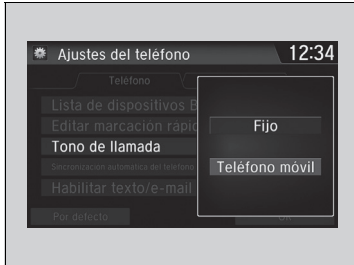 Ajustes del teléfono
12:34
Teléfono
Lista de dispositivos B
Editar marcación rápid
Tono de llamada
Sincronización automática del teléfono
Habilitar texto/e-mail
Por defecto
OK
Fijo
Teléfono móvil